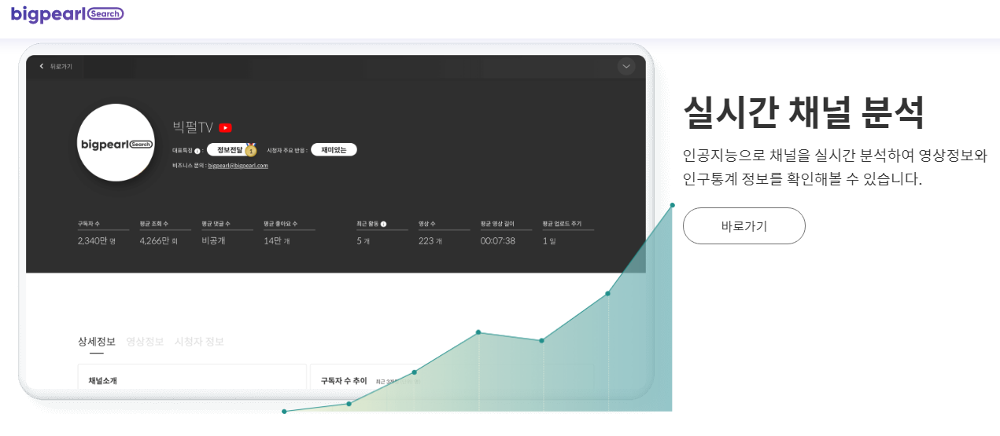 bigpearl Search
뒤로가기
bigpearl Search
빅펄TV
대표특징 : 정보전달 1 시청자 주요 반응 : 재미있는
비즈니스 문의 : bigpearl@bigpearl.com
구독자 수 평균 조회 수 평균 댓글 수 평균 좋아요 수 최근 활동 영상 수 평균 영상 길이 평균 업로드 주기
2,340만 명 4,266만 회 비공개 14만 개 5 개 223 개 00:07:38 1 일
상세정보 영상정보 시청자 정보
채널소개 구독자 수 추이 최근
실시간 채널 분석
인공지능으로 채널을 실시간 분석하여 영상정보와
인구통계 정보를 확인해볼 수 있습니다.
바로가기